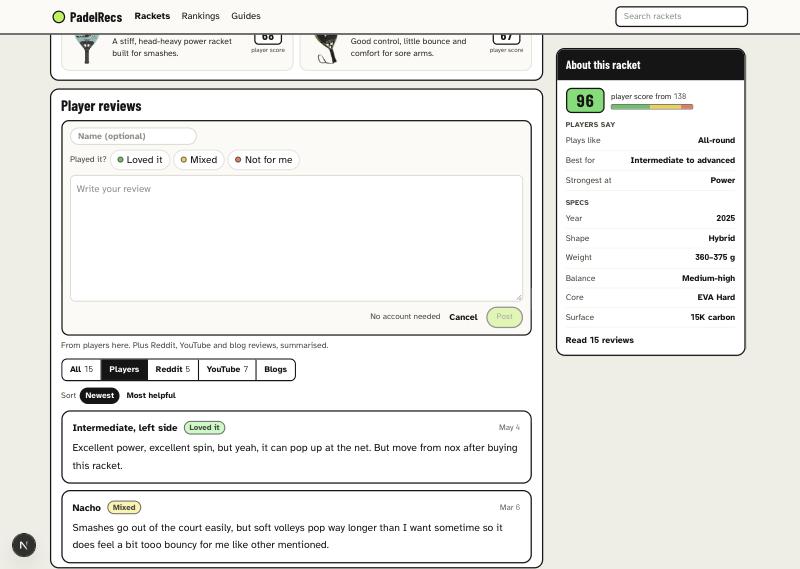 PadelRecs
Rackets
Rankings
Guides
Search rackets
A stiff, head-heavy power racket
built for smashes.
68
player score
Good control, little bounce and
comfort for sore arms.
67
player score
Player reviews
Name (optional)
Played it?
Loved it
Mixed
Not for me
Write your review
No account needed
Cancel
Post
From players here. Plus Reddit, YouTube and blog reviews, summarised.
All 15
Players
Reddit 5
YouTube 7
Blogs
Sort
Newest
Most helpful
Intermediate, left side
Loved it
May 4
Excellent power, excellent spin, but yeah, it can pop up at the net. But move from nox after buying
this racket.
Nacho
Mixed
Mar 6
Smashes go out of the court easily, but soft volleys pop way longer than I want sometime so it
does feel a bit tooo bouncy for me like other mentioned.
N
About this racket
96
player score from 138
PLAYERS SAY
Plays like All-round
Best for Intermediate to advanced
Strongest at Power
SPECS
Year 2025
Shape Hybrid
Weight 360–375 g
Balance Medium-high
Core EVA Hard
Surface 15K carbon
Read 15 reviews